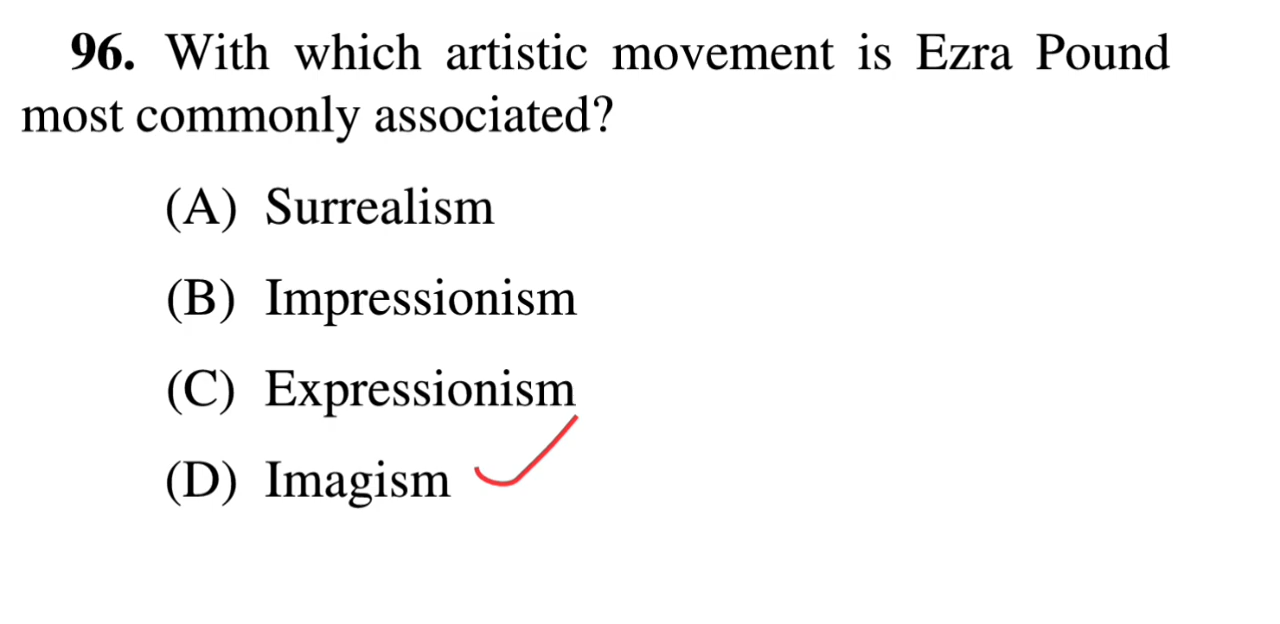 96. With which artistic movement is Ezra Pound
most commonly associated?
(A) Surrealism
(B) Impressionism
(C) Expressionism
(D) Imagism